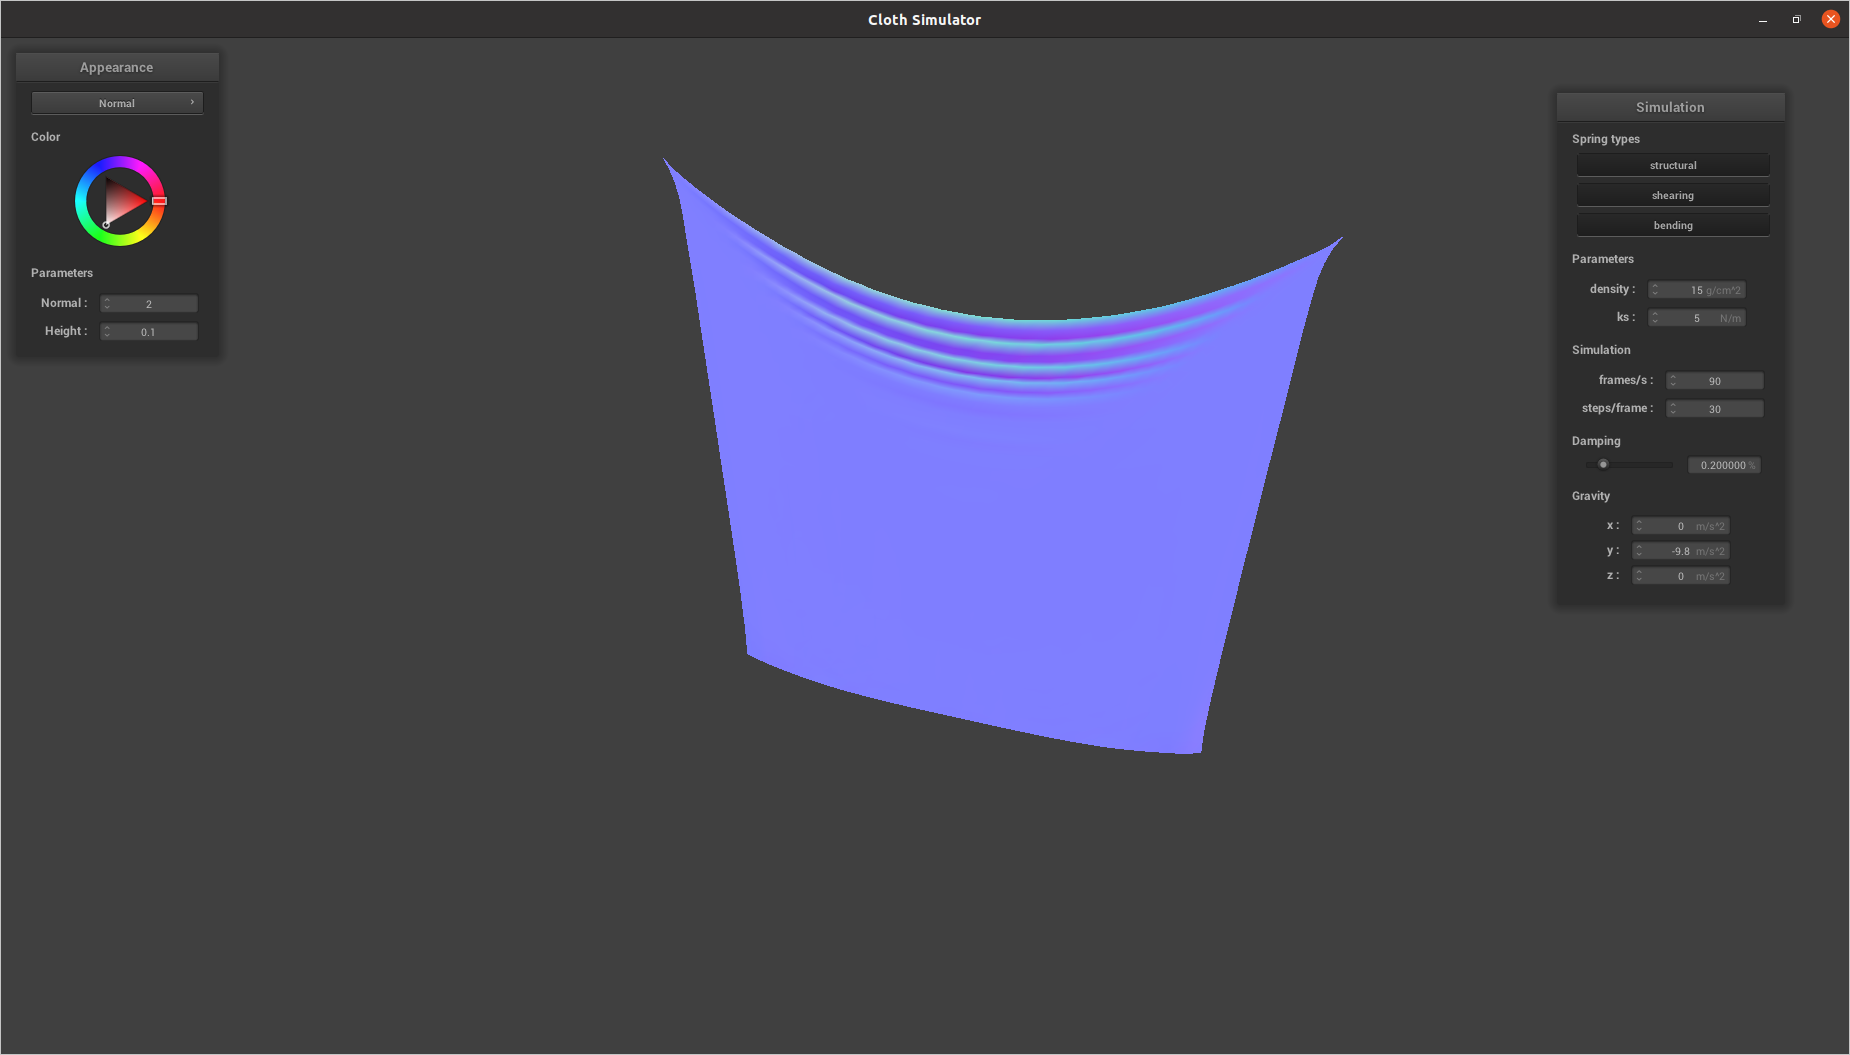 Cloth Simulator
Appearance
Normal
Color
Parameters
Normal : 2
Height : 0.1
Simulation
Spring types
structural
shearing
bending
Parameters
density : 15 g/cm^2
ks : 5 N/m
Simulation
frames/s : 90
steps/frame : 30
Damping
0.200000 %
Gravity
x : 0 m/s^2
y : -9.8 m/s^2
z : 0 m/s^2